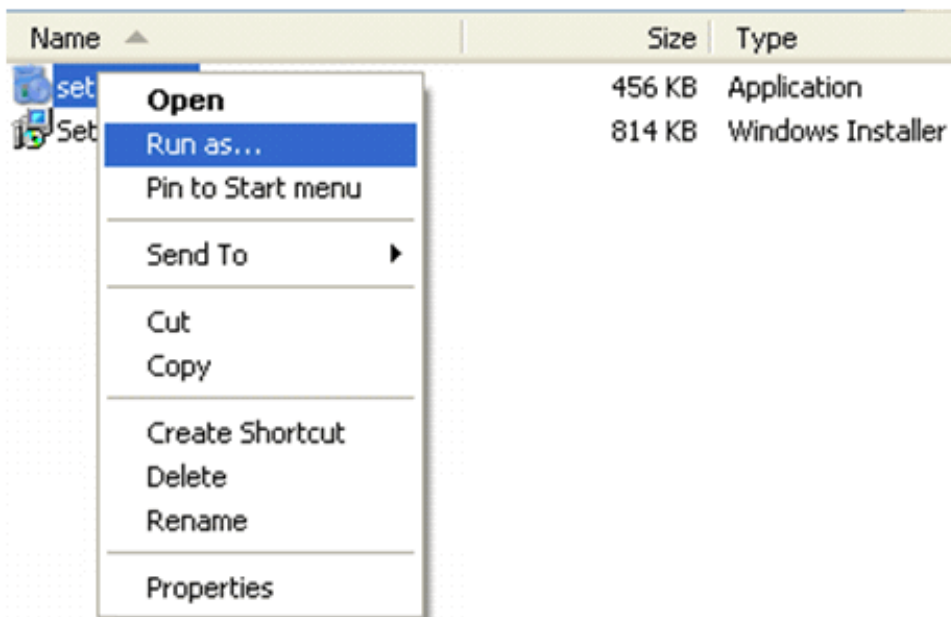 Name Size Type
set 456 KB Application
Set 814 KB Windows Installer
Open
Run as...
Pin to Start menu
Send To
Cut
Copy
Create Shortcut
Delete
Rename
Properties